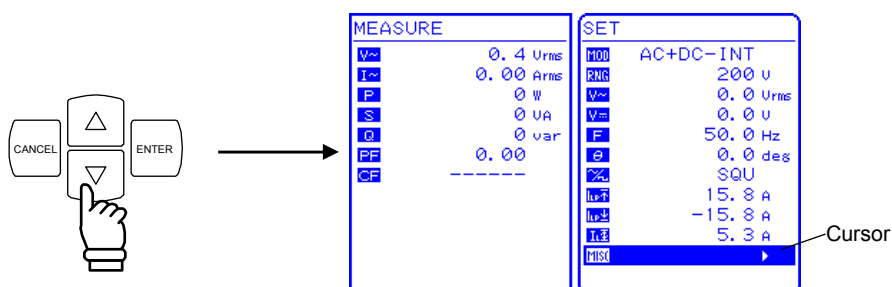 CANCEL
△
▽
ENTER
MEASURE
V~ 0.4 Vrms
I~ 0.00 Arms
P 0 W
S 0 VA
Q 0 var
PF 0.00
CF ------
SET
MOD AC+DC-INT
RNG 200 V
V~ 0.0 Vrms
V⎓ 0.0 V
F 50.0 Hz
θ 0.0 deg
SQU
15.8 A
-15.8 A
5.3 A
MISC ▶
Cursor